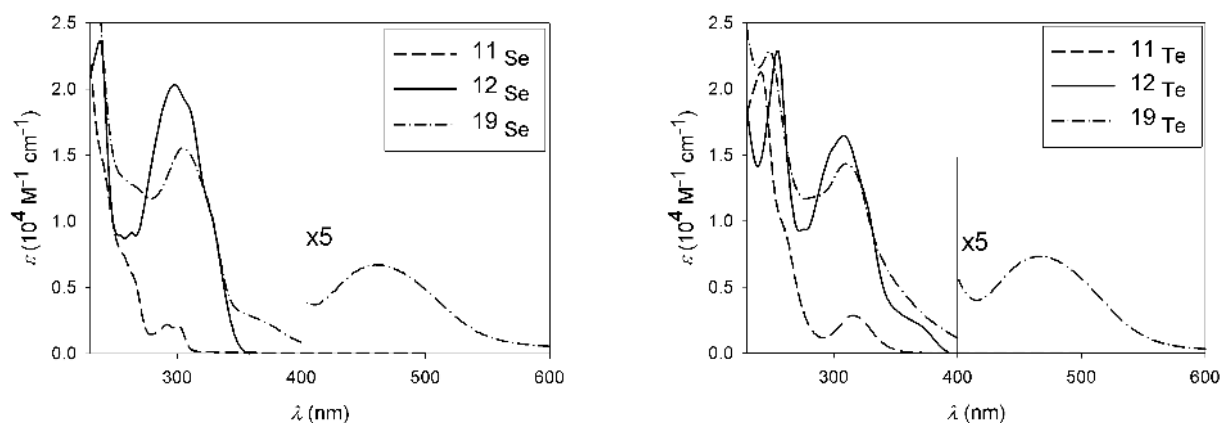 2.5
2.0
1.5
1.0
0.5
0.0
ε (10⁴ M⁻¹ cm⁻¹)
11 Se
12 Se
19 Se
x5
300 400 500 600
λ (nm)
2.5
2.0
1.5
1.0
0.5
0.0
ε (10⁴ M⁻¹ cm⁻¹)
11 Te
12 Te
19 Te
x5
300 400 500 600
λ (nm)